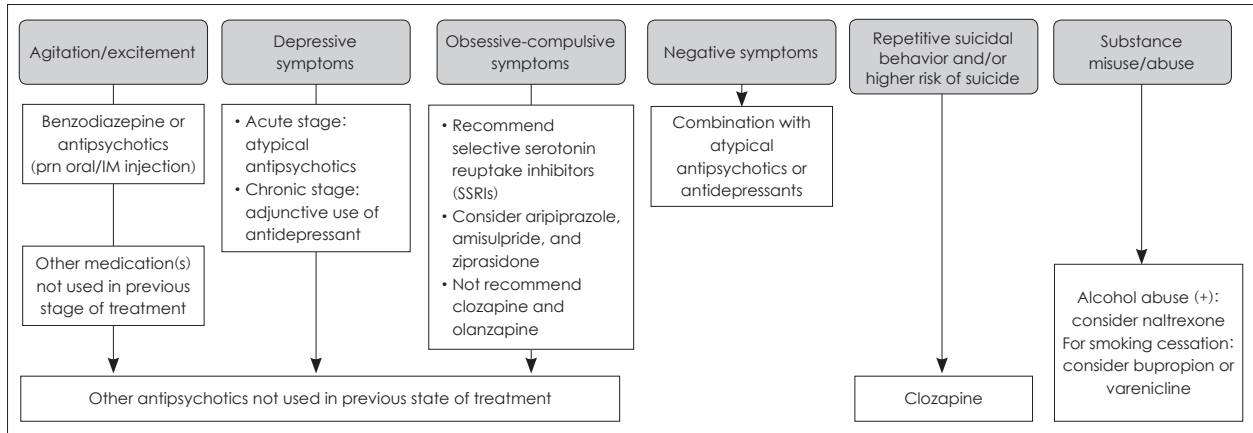 Agitation/excitement
Benzodiazepine or
antipsychotics
(prn oral/IM injection)
Other medication(s)
not used in previous
stage of treatment
Depressive
symptoms
• Acute stage:
atypical
antipsychotics
• Chronic stage:
adjunctive use of
antidepressant
Obsessive-compulsive
symptoms
• Recommend
selective serotonin
reuptake inhibitors
(SSRIs)
• Consider aripiprazole,
amisulpride, and
ziprasidone
• Not recommend
clozapine and
olanzapine
Other antipsychotics not used in previous state of treatment
Negative symptoms
Combination with
atypical
antipsychotics or
antidepressants
Repetitive suicidal
behavior and/or
higher risk of suicide
Clozapine
Substance
misuse/abuse
Alcohol abuse (+):
consider naltrexone
For smoking cessation:
consider bupropion or
varenicline